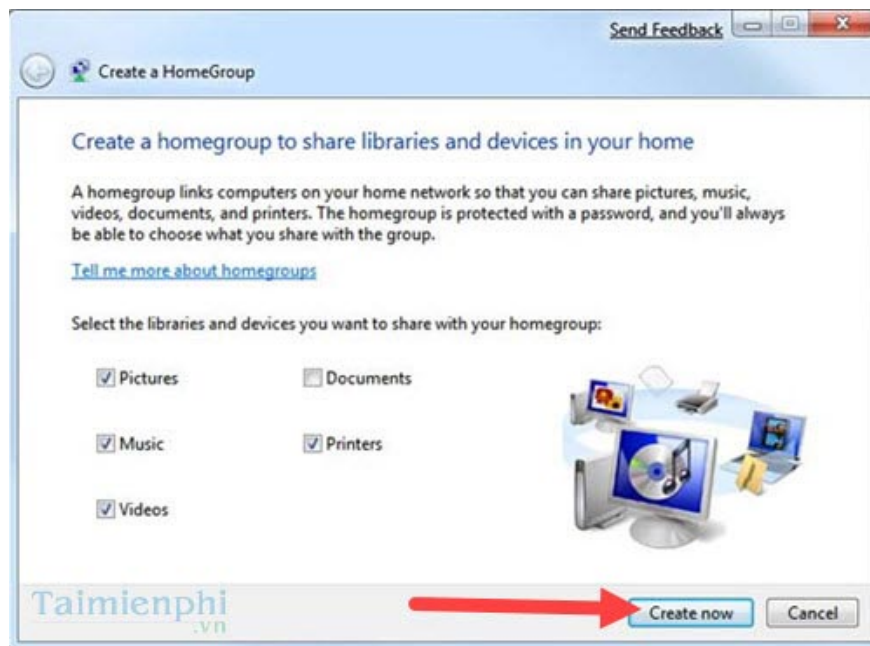 Send Feedback
Create a HomeGroup
Create a homegroup to share libraries and devices in your home
A homegroup links computers on your home network so that you can share pictures, music,
videos, documents, and printers. The homegroup is protected with a password, and you'll always
be able to choose what you share with the group.
Tell me more about homegroups
Select the libraries and devices you want to share with your homegroup:
Pictures
Documents
Music
Printers
Videos
Taimienphi
.vn
Create now
Cancel